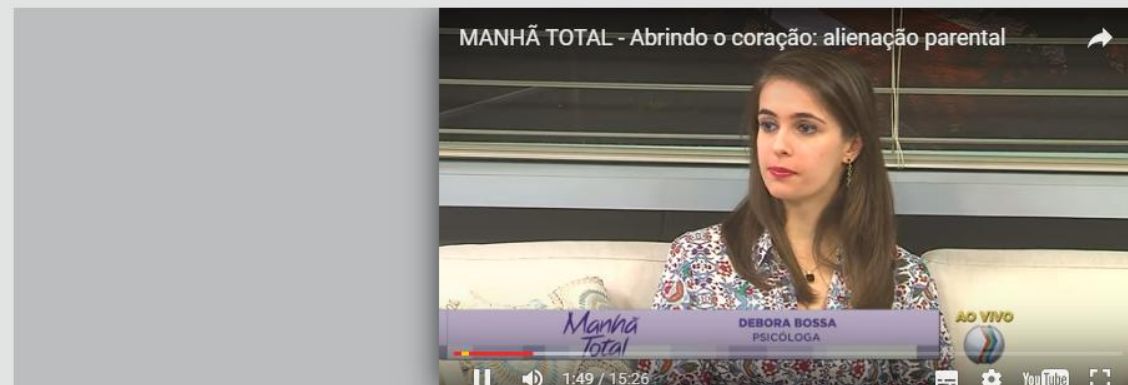 MANHÃ TOTAL - Abrindo o coração: alienação parental
Manhã
Total
DEBORA BOSSA
PSICÓLOGA
AO VIVO
1:49 / 15:26
YouTube